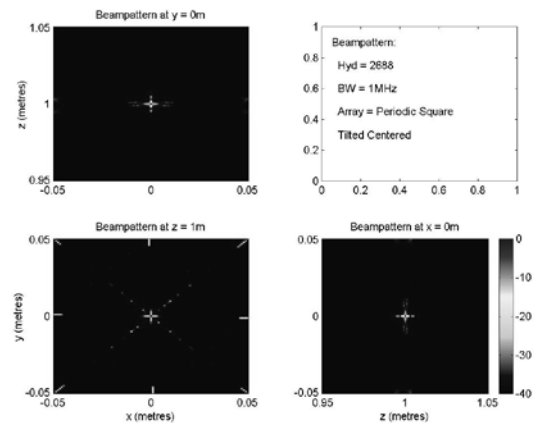 Beampattern at y = 0m
1.05
z (metres)
1
0.95
-0.05
0
0.05
1
0.8
0.6
0.4
0.2
0
Beampattern:
Hyd = 2688
BW = 1MHz
Array = Periodic Square
Tilted Centered
0
0.2
0.4
0.6
0.8
1
Beampattern at z = 1m
0.05
y (metres)
0
-0.05
-0.05
0
0.05
x (metres)
Beampattern at x = 0m
0.05
0
-0.05
0.95
1
1.05
z (metres)
0
-10
-20
-30
-40